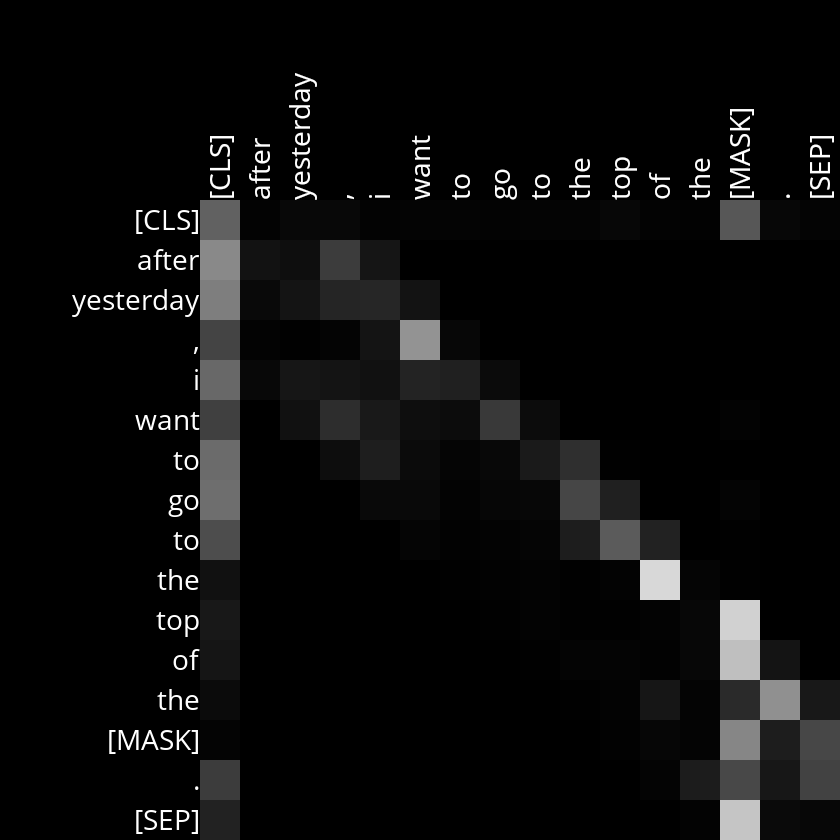 [CLS] after yesterday , i want to go to the top of the [MASK] . [SEP]
[CLS]
after
yesterday
,
i
want
to
go
to
the
top
of
the
[MASK]
.
[SEP]